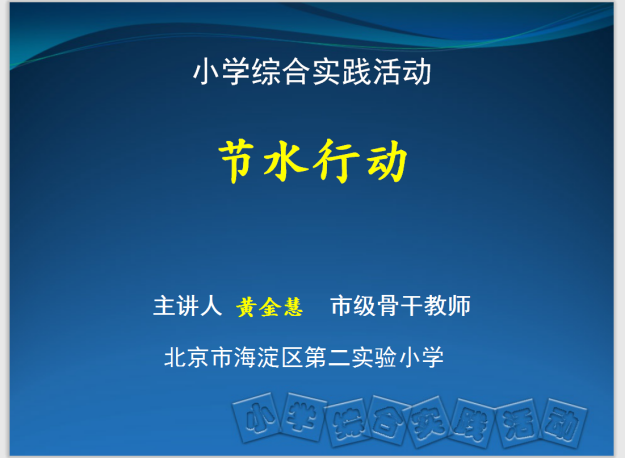 小学综合实践活动
节水行动
主讲人 黄金慧 市级骨干教师
北京市海淀区第二实验小学
小学综合实践活动